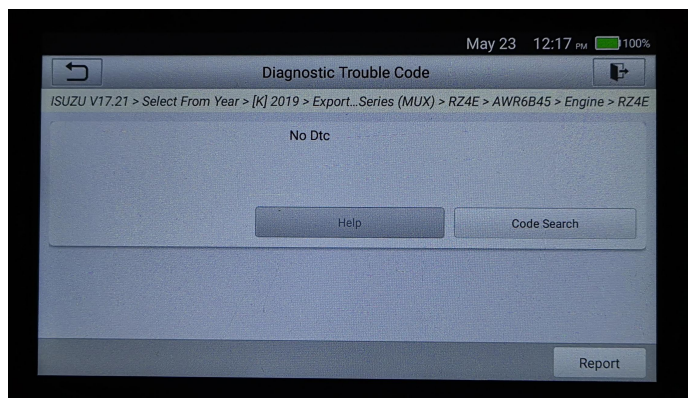 May 23 12:17 PM 100%
Diagnostic Trouble Code
ISUZU V17.21 > Select From Year > [K] 2019 > Export...Series (MUX) > RZ4E > AWR6B45 > Engine > RZ4E
No Dtc
Help
Code Search
Report